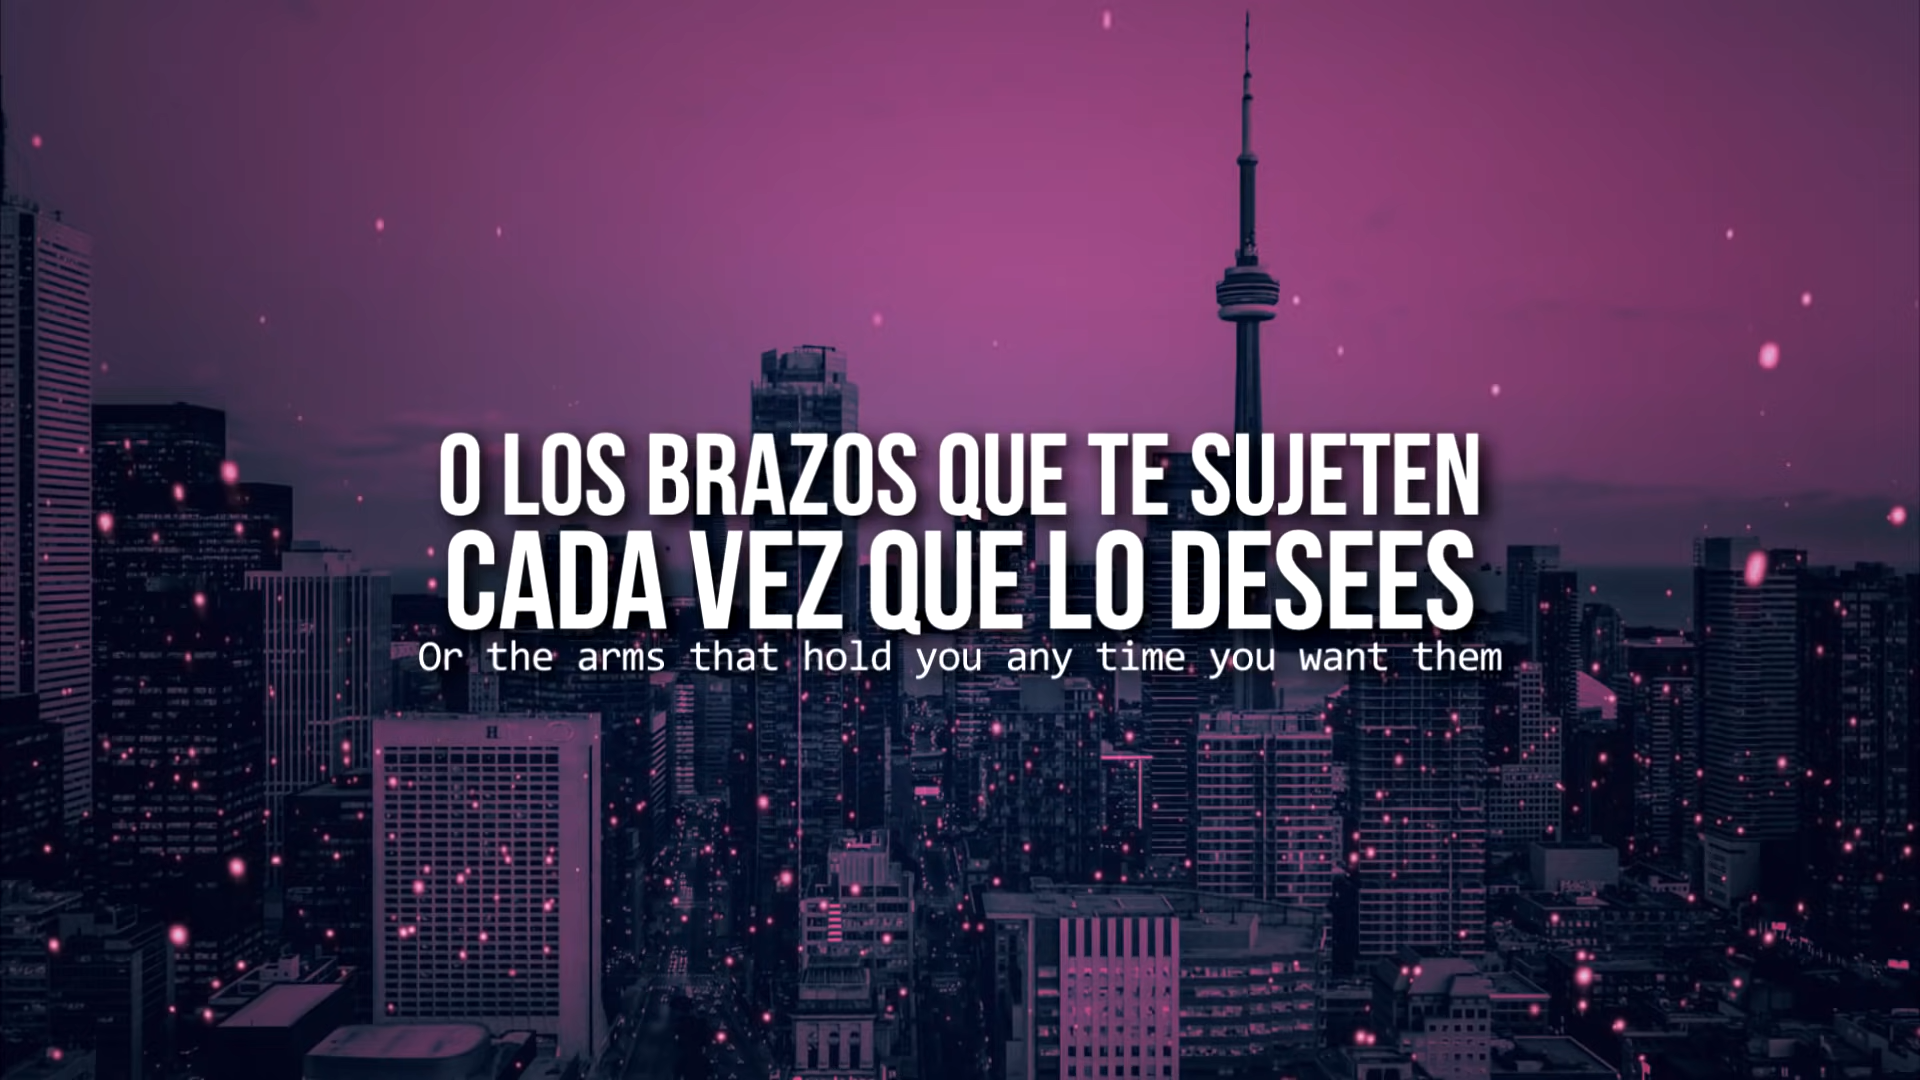 O LOS BRAZOS QUE TE SUJETEN
CADA VEZ QUE LO DESEES
Or the arms that hold you any time you want them
H